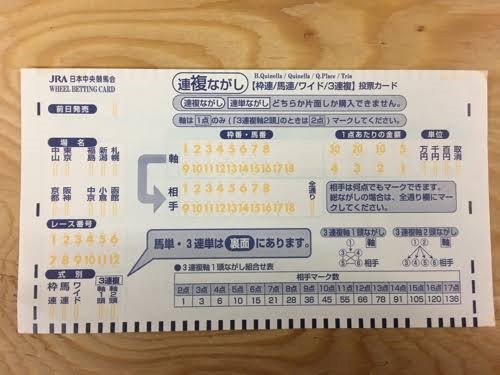 JRA 日本中央競馬会
WHEEL BETTING CARD
連複ながし
B.Quinella / Quinella / Q.Place / Trio
【枠連/馬連/ワイド/3連複】投票カード
連複ながし 連単ながし どちらか片面しか購入できません。
軸は 1点 のみ(「3連複軸2頭」のときは 2点)マークしてください。
前日発売
場名
中山 東京 福島 新潟 札幌
京都 阪神 中京 小倉 函館
レース番号
1 2 3 4 5 6
7 8 9 10 11 12
式別
枠連 馬連 ワイド 3連複 軸1頭 軸2頭
枠番・馬番
軸
1 2 3 4 5 6 7 8
9 10 11 12 13 14 15 16 17 18
相手
1 2 3 4 5 6 7 8
9 10 11 12 13 14 15 16 17 18
全通り
1点あたりの金額
30 20 10 5
4 3 2 1
単位
万円 千円 百円
取消
相手は何点でもマークできます。
総ながしの場合は、全通り欄にマークしてください。
馬単・3連単は 裏面 にあります。
3連複軸1頭ながし
軸
①
③④⑤⑥
相手
3連複軸2頭ながし
軸
相手
●3連複軸1頭ながし組合せ表
相手マーク数
2点 3点 4点 5点 6点 7点 8点 9点 10点 11点 12点 13点 14点 15点 16点 17点
1 3 6 10 15 21 28 36 45 55 66 78 91 105 120 136